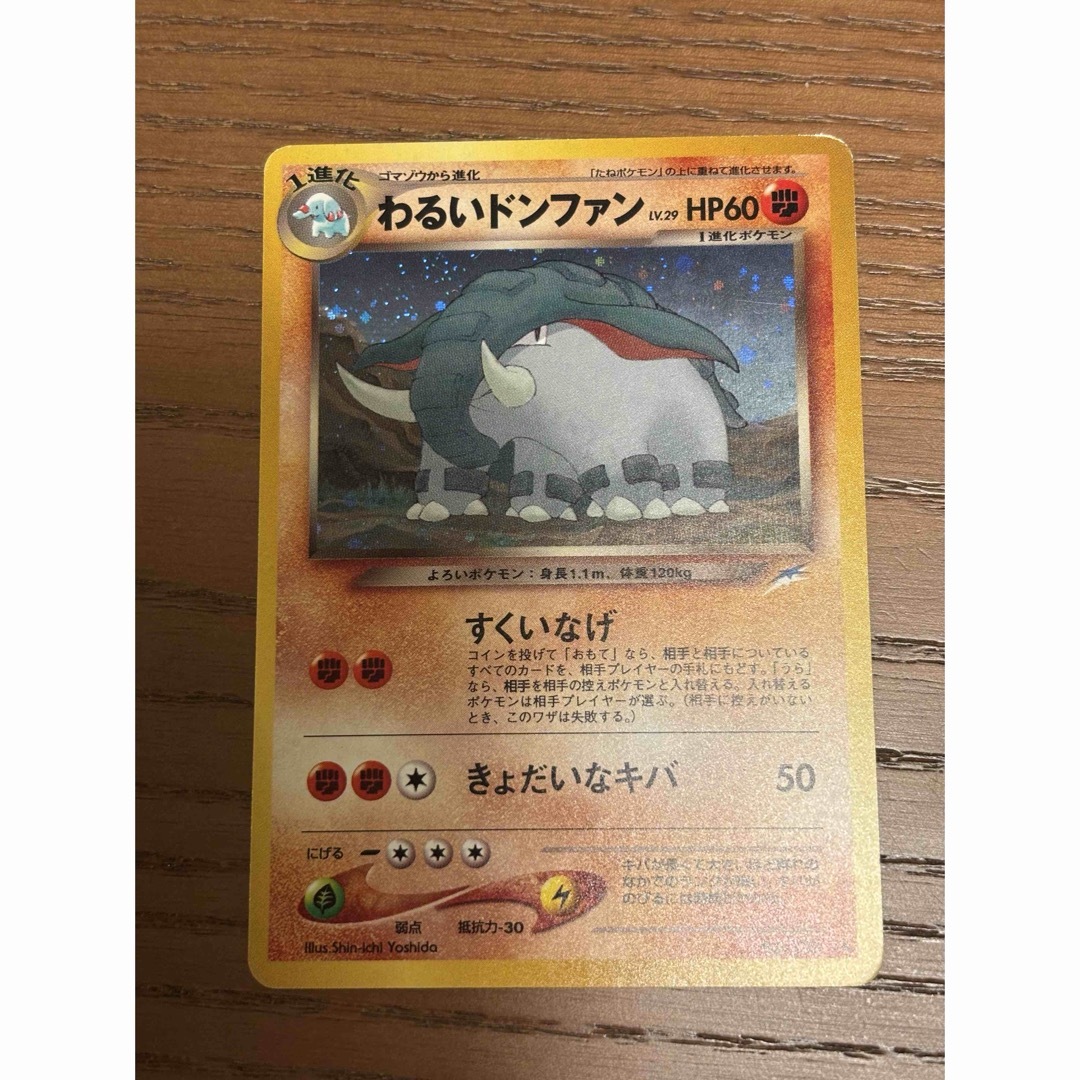 1進化
ゴマゾウから進化
「たねポケモン」の上に重ねて進化させます。
わるいドンファン LV.29 HP60
1進化ポケモン
よろいポケモン：身長1.1m、体重120kg
すくいなげ
コインを投げて「おもて」なら、相手と相手についている
すべてのカードを、相手プレイヤーの手札にもどす。「うら」
なら、相手を相手の控えポケモンと入れ替える。入れ替える
ポケモンは相手プレイヤーが選ぶ。（相手に控えがいない
とき、このワザは失敗する。）
きょだいなキバ 50
にげる
キバが長くて大き
弱点 抵抗力-30
Illus.Shin-ichi Yoshida